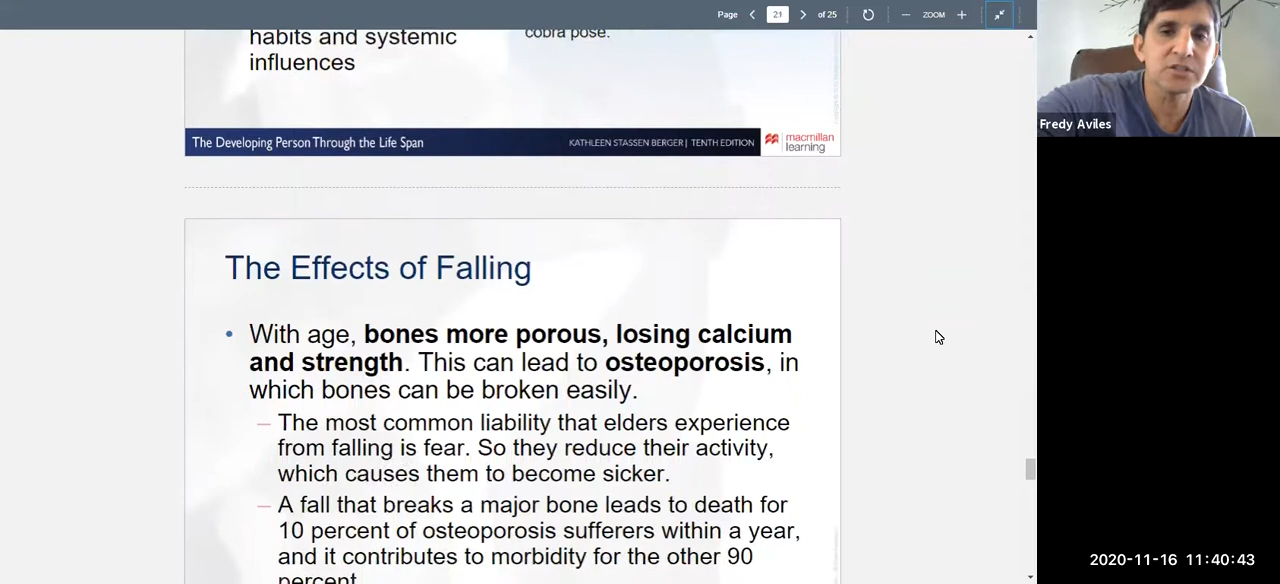 Page 21 of 25 ZOOM
habits and systemic
cobra pose.
influences
The Developing Person Through the Life Span KATHLEEN STASSEN BERGER | TENTH EDITION macmillan
learning
Fredy Aviles
The Effects of Falling
• With age, bones more porous, losing calcium
and strength. This can lead to osteoporosis, in
which bones can be broken easily.
– The most common liability that elders experience
from falling is fear. So they reduce their activity,
which causes them to become sicker.
– A fall that breaks a major bone leads to death for
10 percent of osteoporosis sufferers within a year,
and it contributes to morbidity for the other 90
percent
2020-11-16 11:40:43